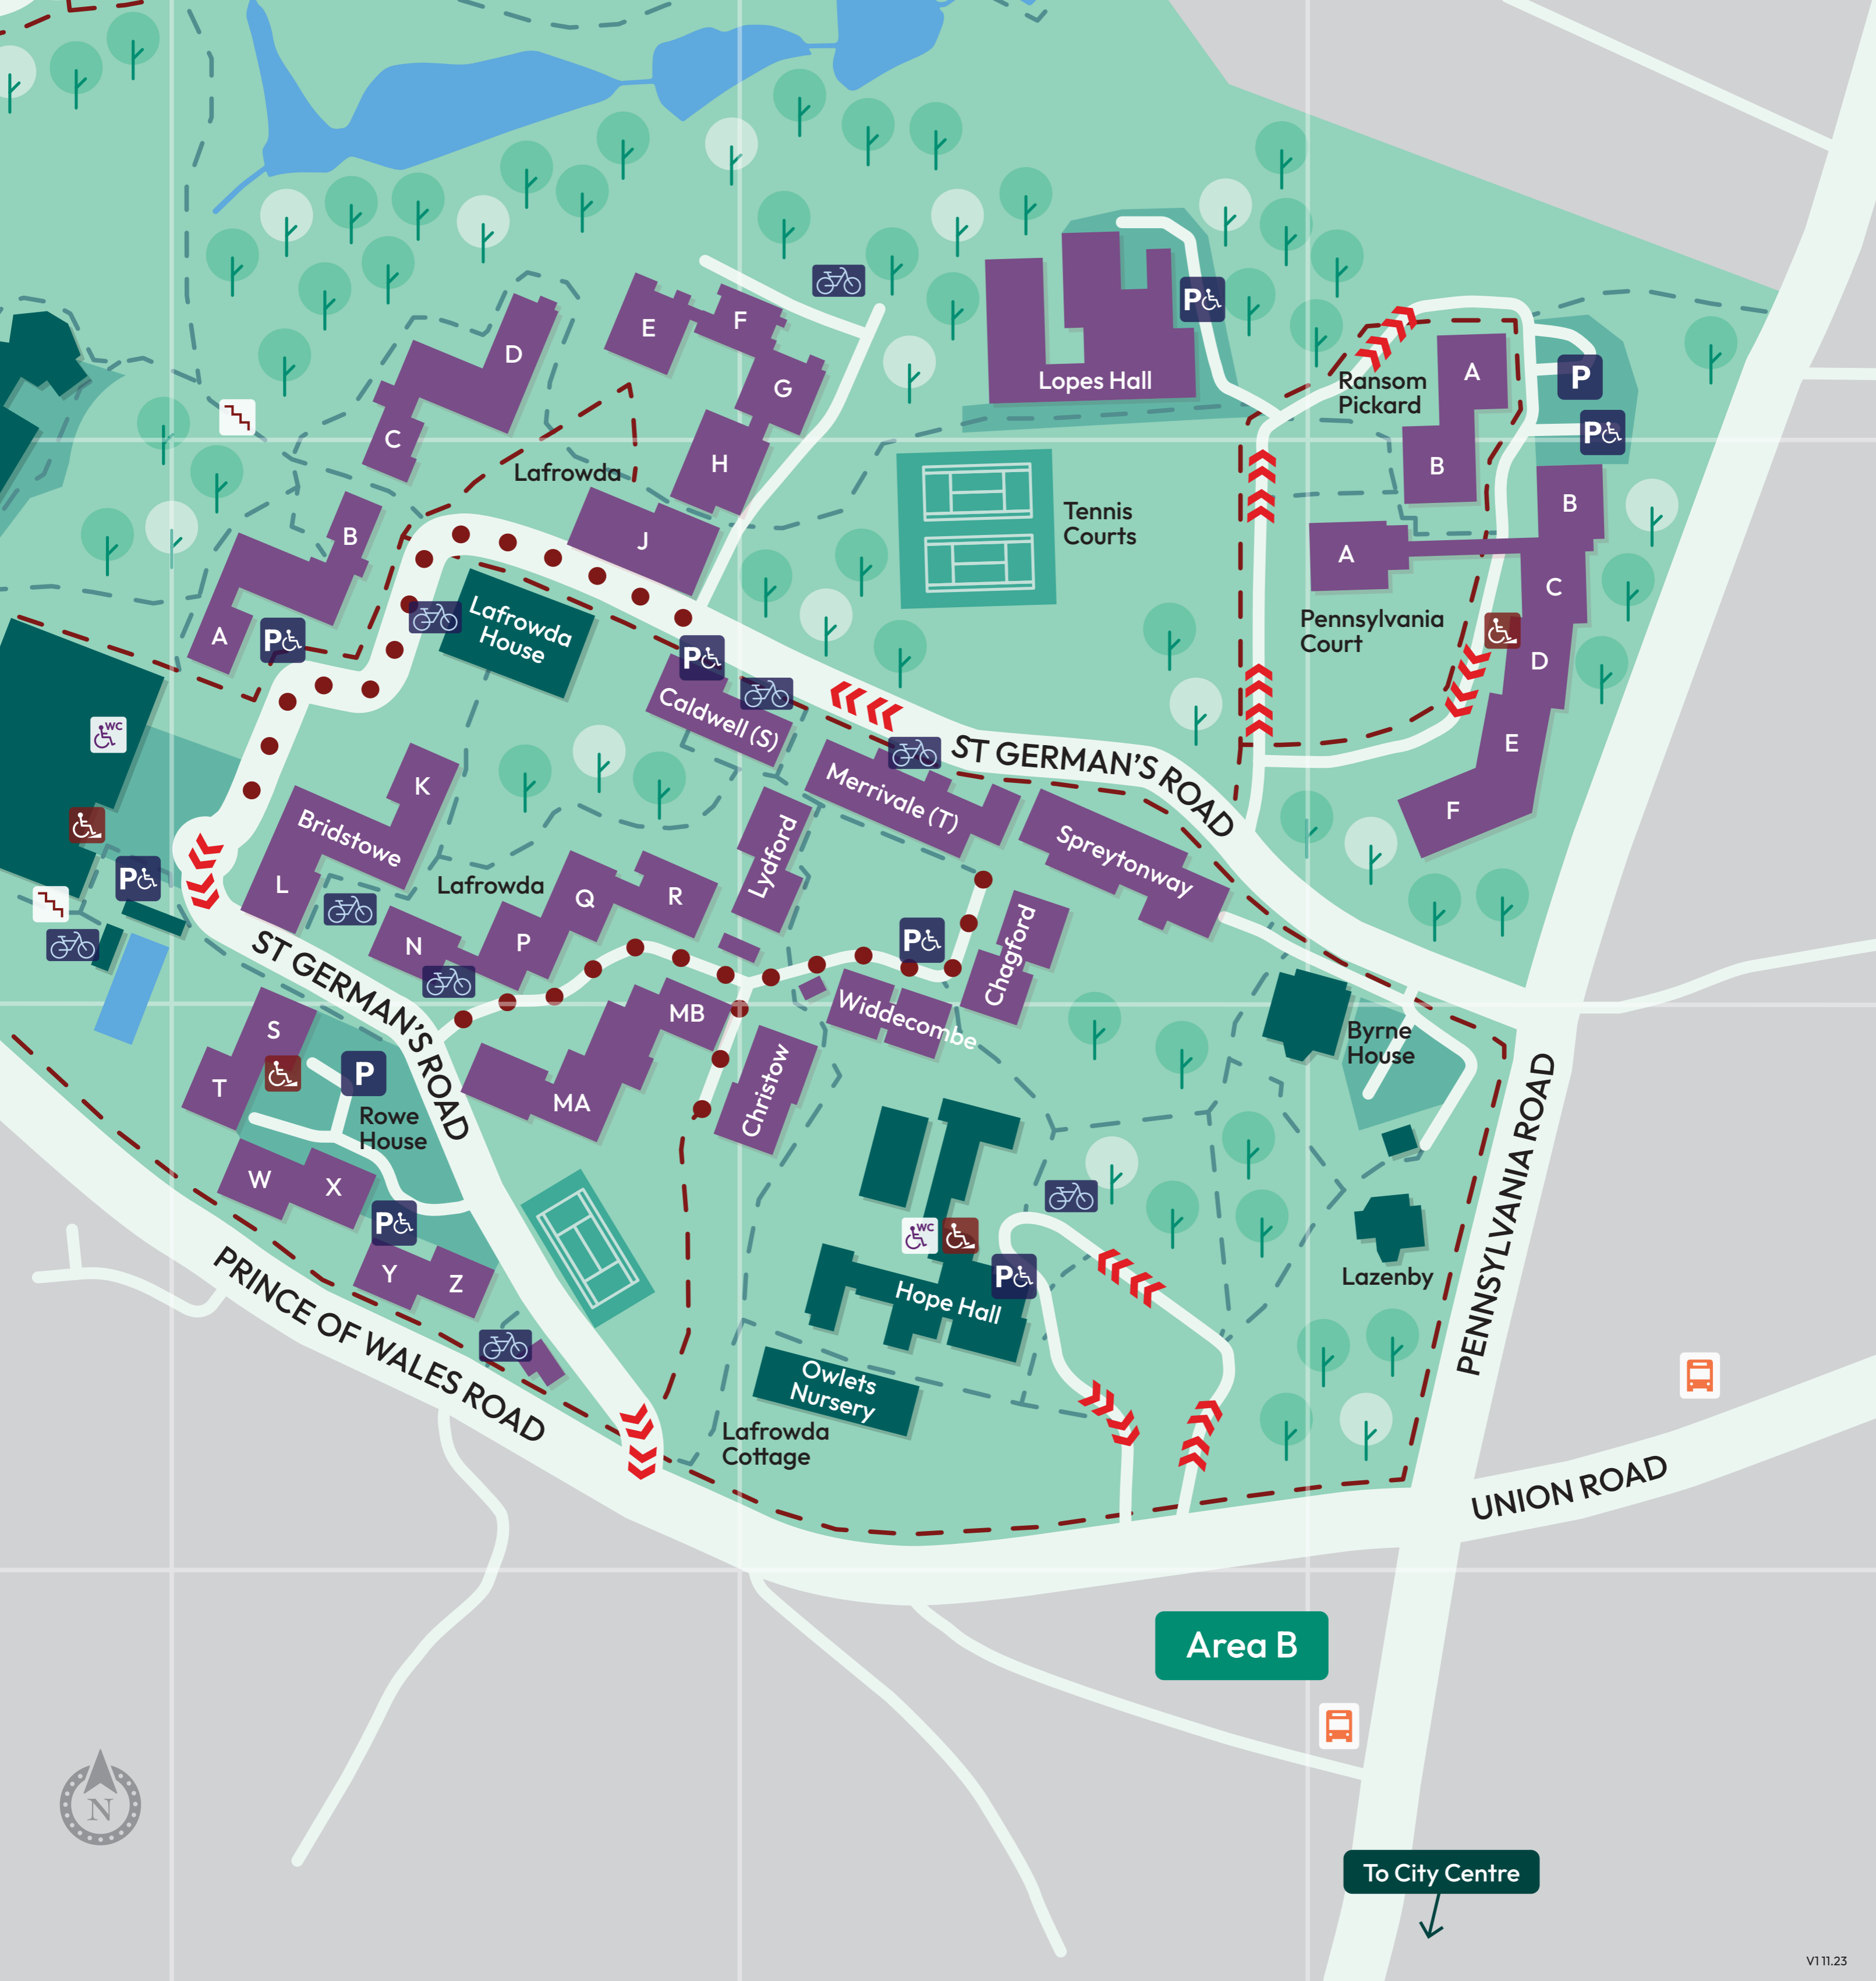 E
F
D
G
C
H
Lafrowda
B
J
A
P
Lafrowda
House
Lopes Hall
P
Ransom
Pickard
A
P
P
B
B
A
C
Tennis
Courts
Pennsylvania
Court
D
E
F
P
Caldwell (S)
ST GERMAN'S ROAD
Merrivale (T)
Spreytonway
WC
P
K
Bridstowe
L
Lafrowda
Lydford
Q
R
N
P
P
Chagford
Widdecombe
ST GERMAN'S ROAD
MB
MA
Christow
S
T
P
Rowe
House
W
X
P
Y
Z
Byrne
House
Lazenby
PENNSYLVANIA ROAD
WC
P
Hope Hall
Owlets
Nursery
Lafrowda
Cottage
PRINCE OF WALES ROAD
UNION ROAD
Area B
N
To City Centre
V1 11.23